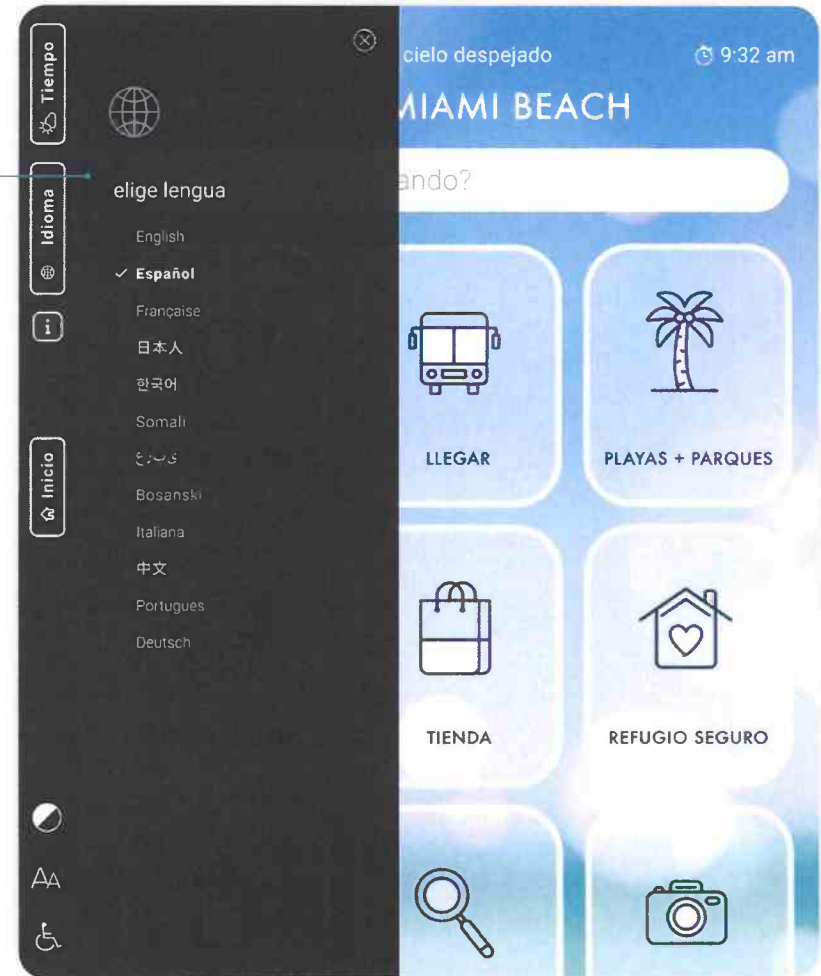 Tiempo
Idioma
i
Inicio
AA
elige lengua
English
Español
Française
日本人
한국어
Somali
ىبرع
Bosanski
Italiana
中文
Portugues
Deutsch
cielo despejado
9:32 am
MIAMI BEACH
ando?
LLEGAR
PLAYAS + PARQUES
TIENDA
REFUGIO SEGURO